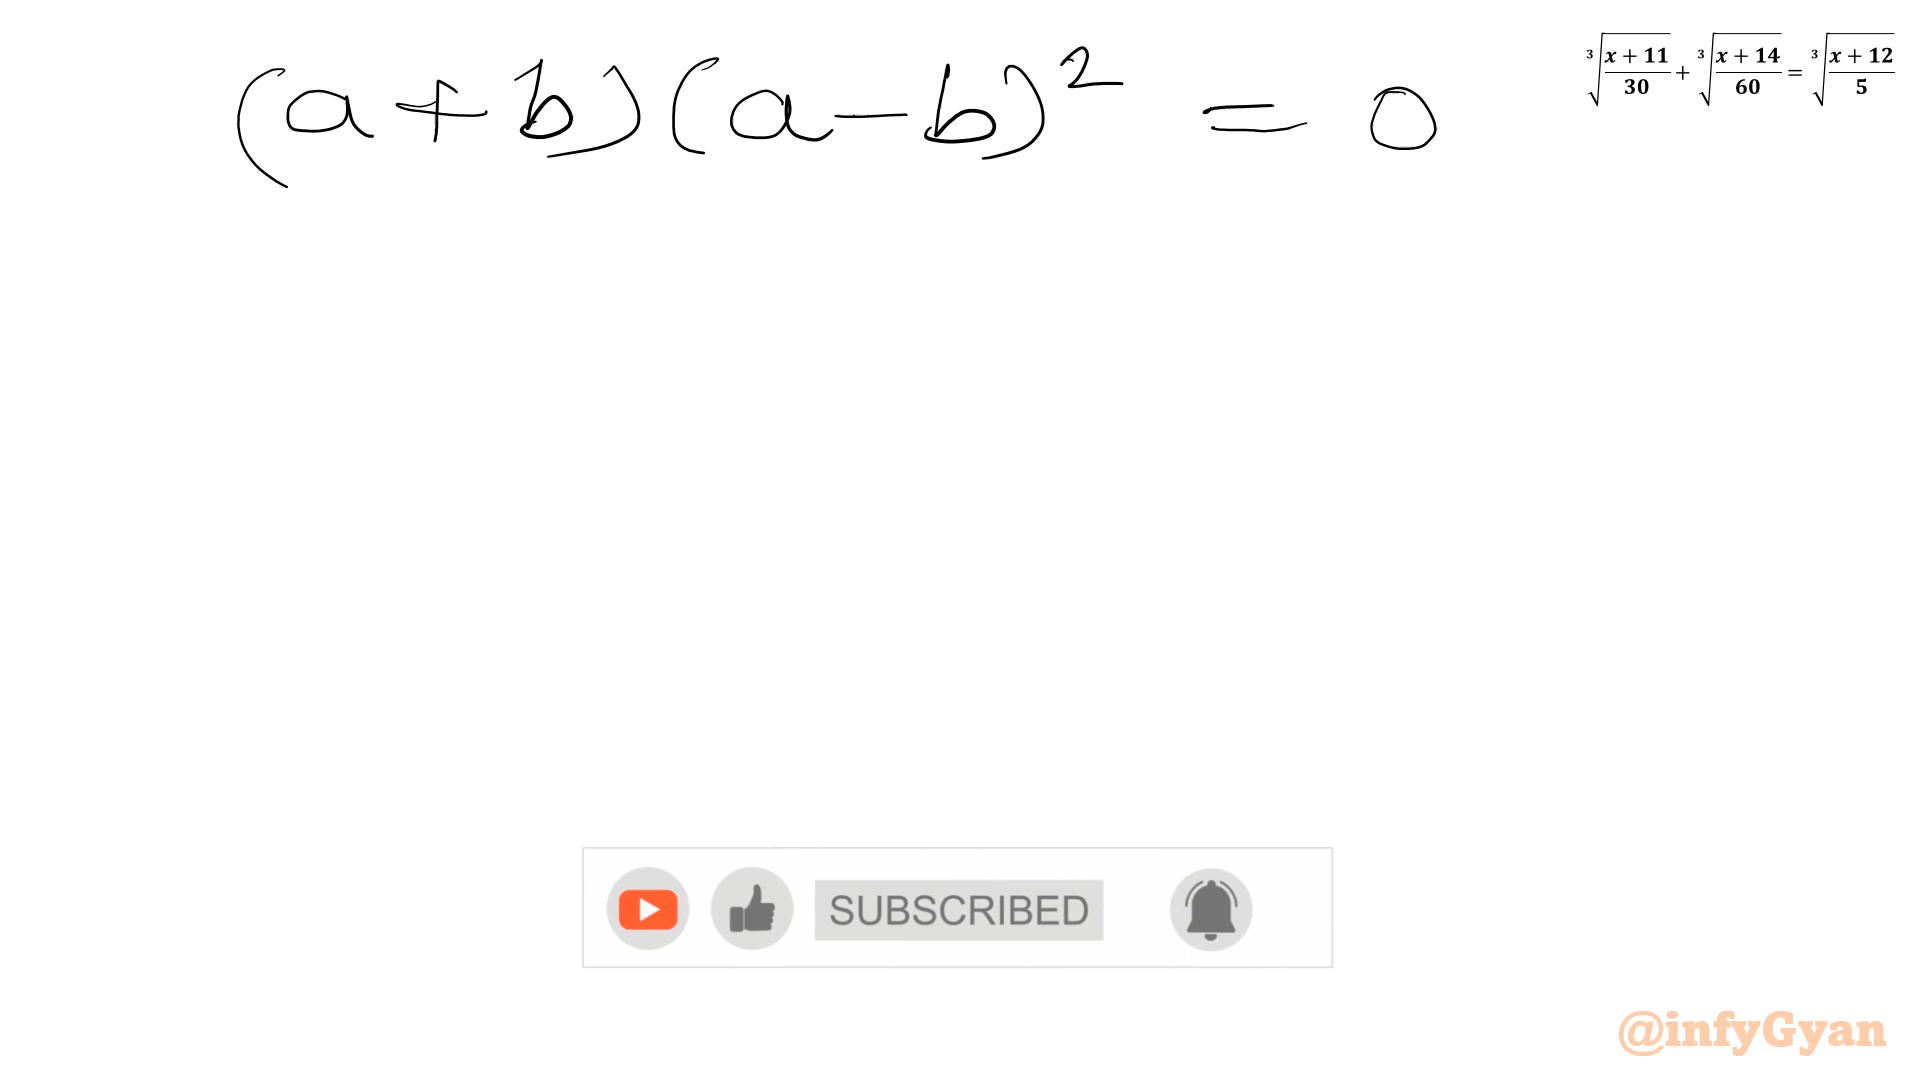 (a+b)(a-b)² = 0
∛((x + 11)/30) + ∛((x + 14)/60) = ∛((x + 12)/5)
SUBSCRIBED
@infyGyan